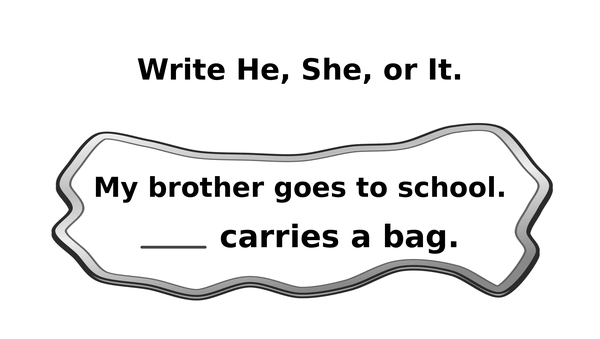 Write He, She, or It.
My brother goes to school.
____ carries a bag.